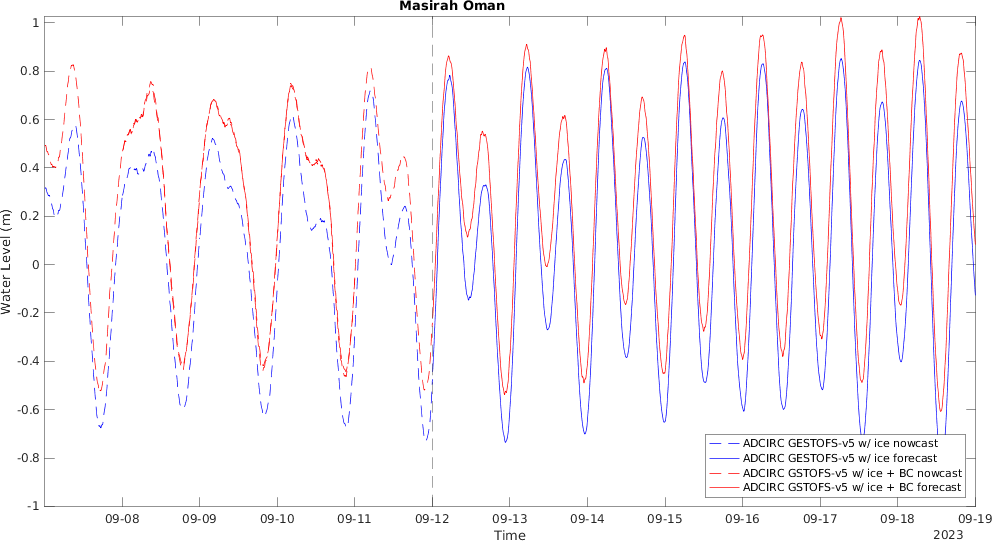 Masirah Oman
1
0.8
0.6
0.4
0.2
0
-0.2
-0.4
-0.6
-0.8
-1
Water Level (m)
ADCIRC GESTOFS-v5 w/ ice nowcast
ADCIRC GESTOFS-v5 w/ ice forecast
ADCIRC GSTOFS-v5 w/ ice + BC nowcast
ADCIRC GSTOFS-v5 w/ ice + BC forecast
09-08 09-09 09-10 09-11 09-12 09-13 09-14 09-15 09-16 09-17 09-18 09-19
Time
2023